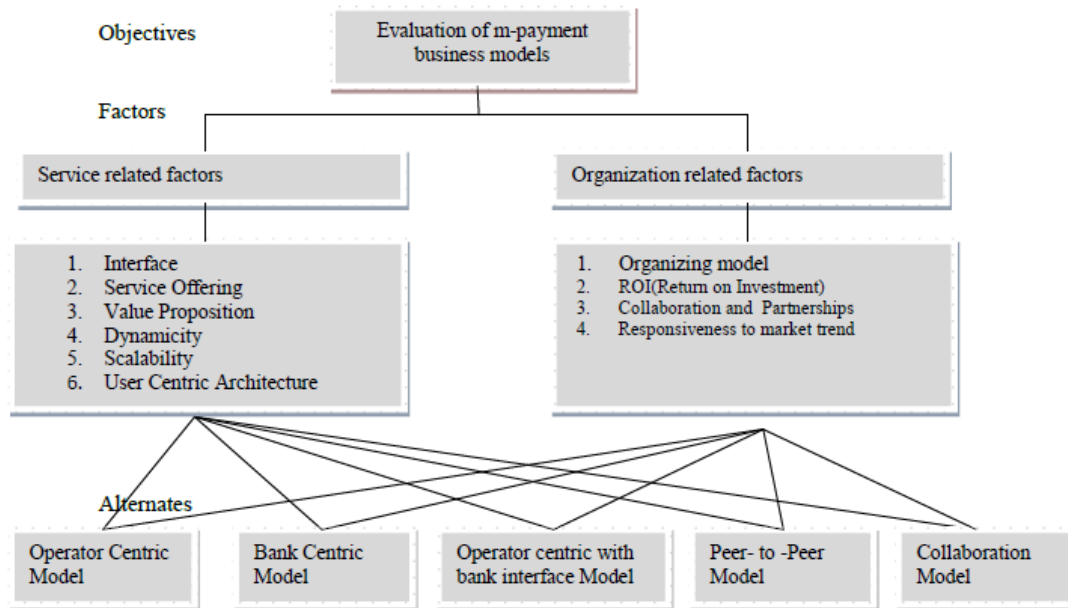 Objectives
Evaluation of m-payment
business models
Factors
Service related factors
Organization related factors
1. Interface
2. Service Offering
3. Value Proposition
4. Dynamicity
5. Scalability
6. User Centric Architecture
1. Organizing model
2. ROI(Return on Investment)
3. Collaboration and Partnerships
4. Responsiveness to market trend
Alternates
Operator Centric
Model
Bank Centric
Model
Operator centric with
bank interface Model
Peer- to -Peer
Model
Collaboration
Model